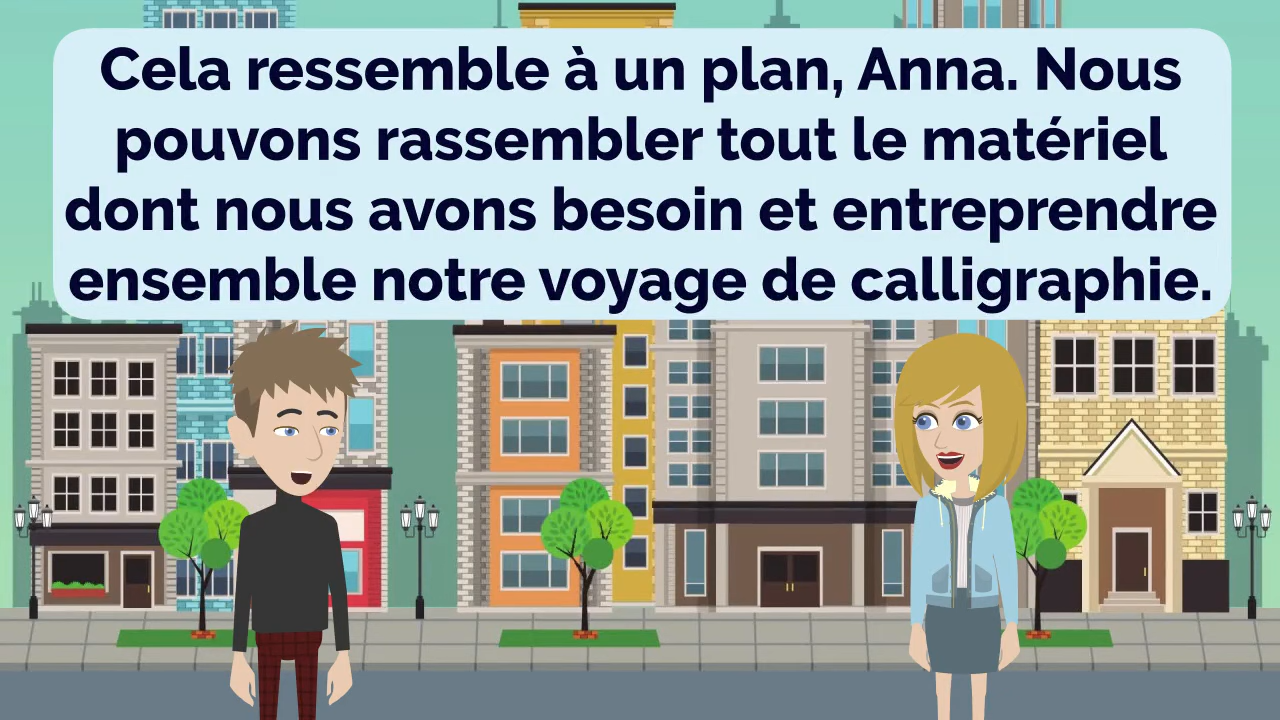 Cela ressemble à un plan, Anna. Nous
pouvons rassembler tout le matériel
dont nous avons besoin et entreprendre
ensemble notre voyage de calligraphie.